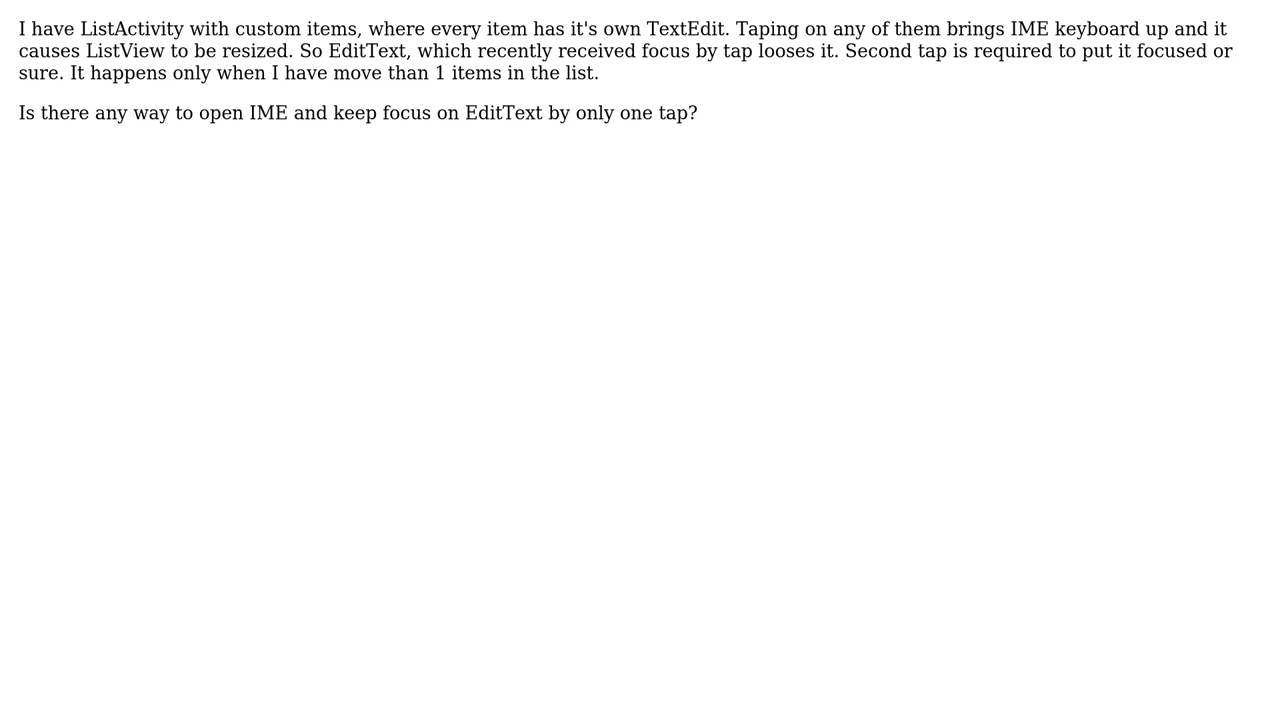 I have ListActivity with custom items, where every item has it's own TextEdit. Taping on any of them brings IME keyboard up and it
causes ListView to be resized. So EditText, which recently received focus by tap looses it. Second tap is required to put it focused or
sure. It happens only when I have move than 1 items in the list.
Is there any way to open IME and keep focus on EditText by only one tap?